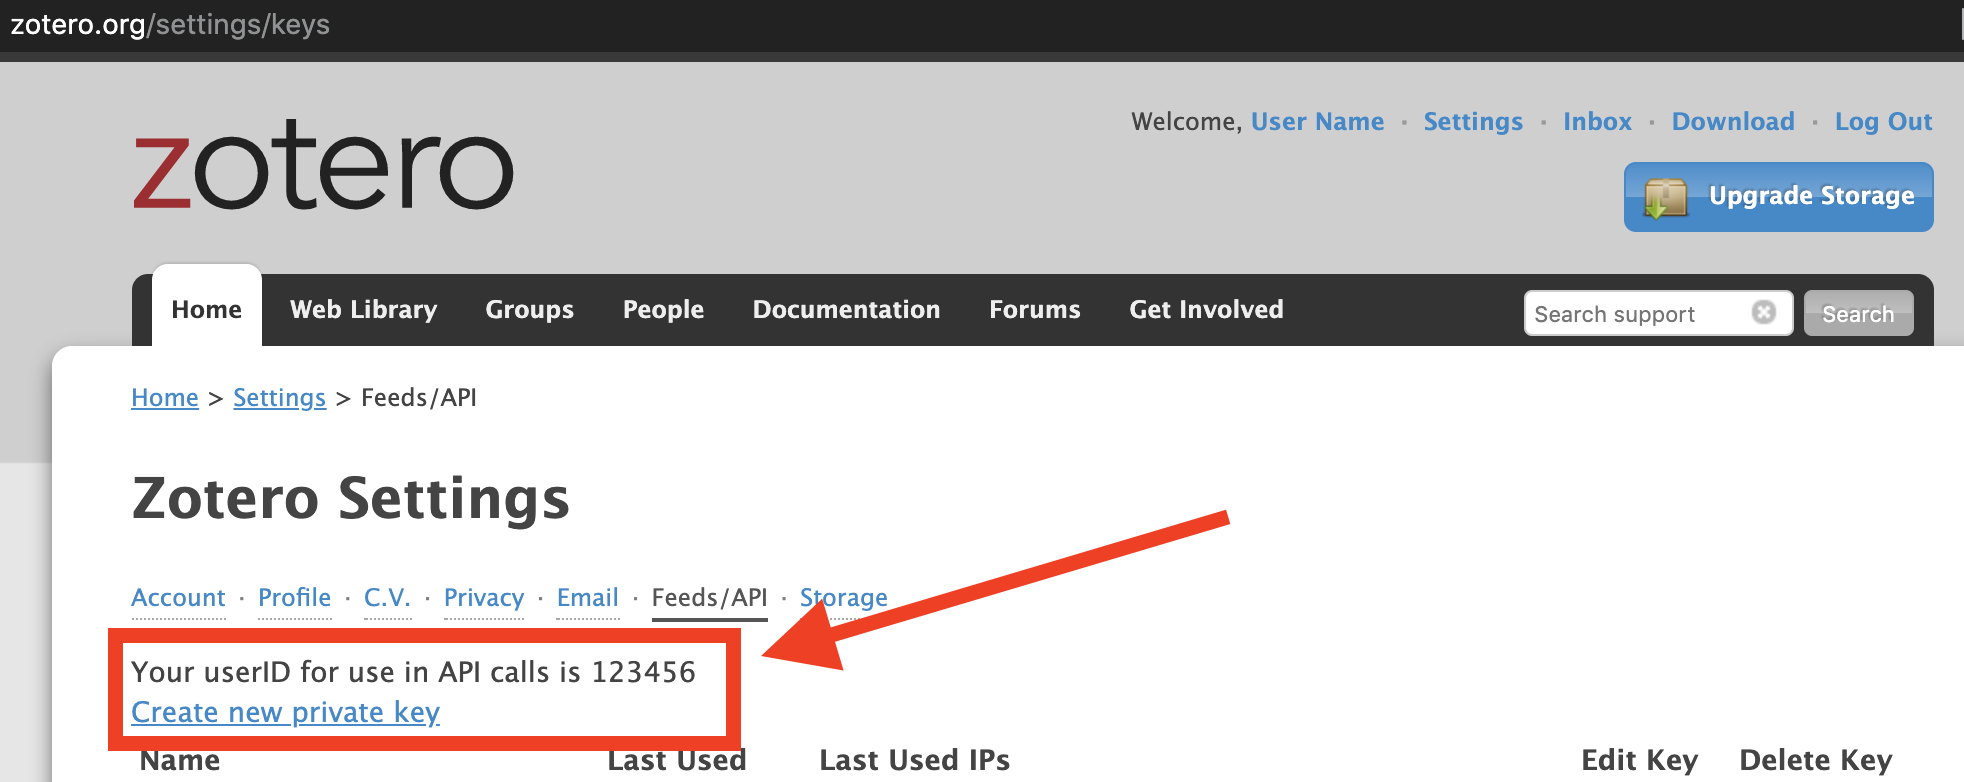 zotero.org/settings/keys
Welcome, User Name · Settings · Inbox · Download · Log Out
zotero
Upgrade Storage
Home Web Library Groups People Documentation Forums Get Involved Search support Search
Home > Settings > Feeds/API
Zotero Settings
Account · Profile · C.V. · Privacy · Email · Feeds/API · Storage
Your userID for use in API calls is 123456
Create new private key
Name Last Used Last Used IPs Edit Key Delete Key